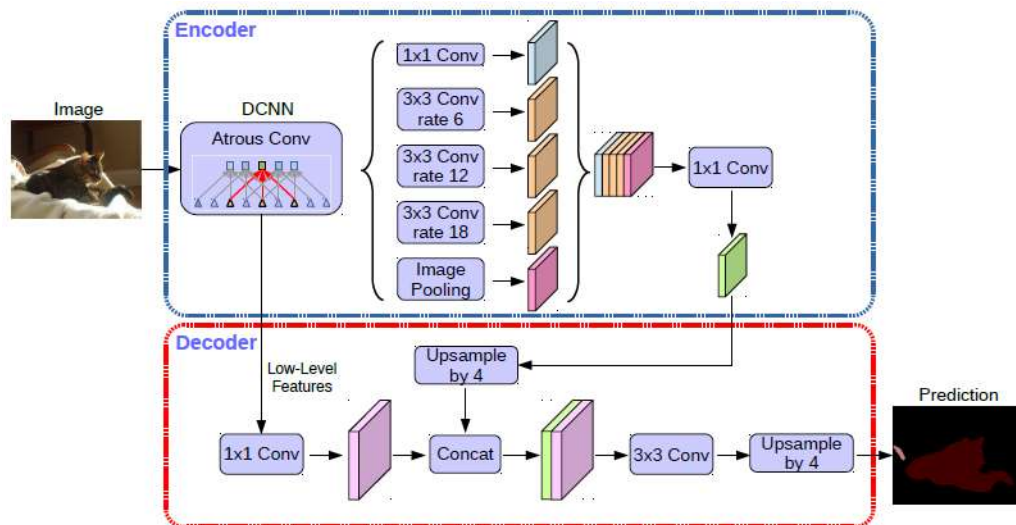 Encoder
Image
DCNN
Atrous Conv
1x1 Conv
3x3 Conv
rate 6
3x3 Conv
rate 12
3x3 Conv
rate 18
Image
Pooling
1x1 Conv
Decoder
Low-Level
Features
Upsample
by 4
1x1 Conv
Concat
3x3 Conv
Upsample
by 4
Prediction